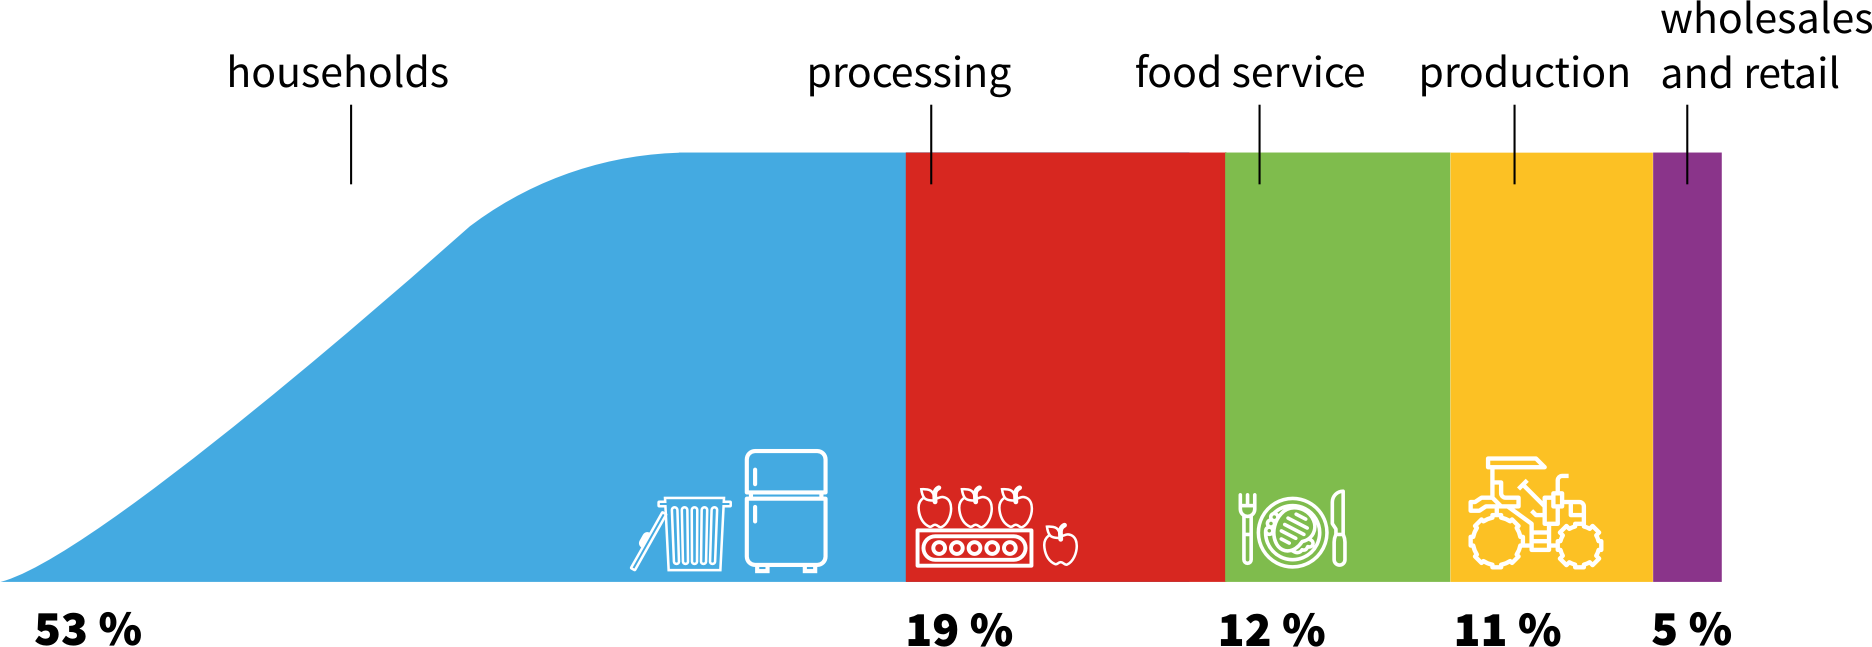 households
processing
food service
production
wholesales
and retail
53 %
19 %
12 %
11 %
5 %